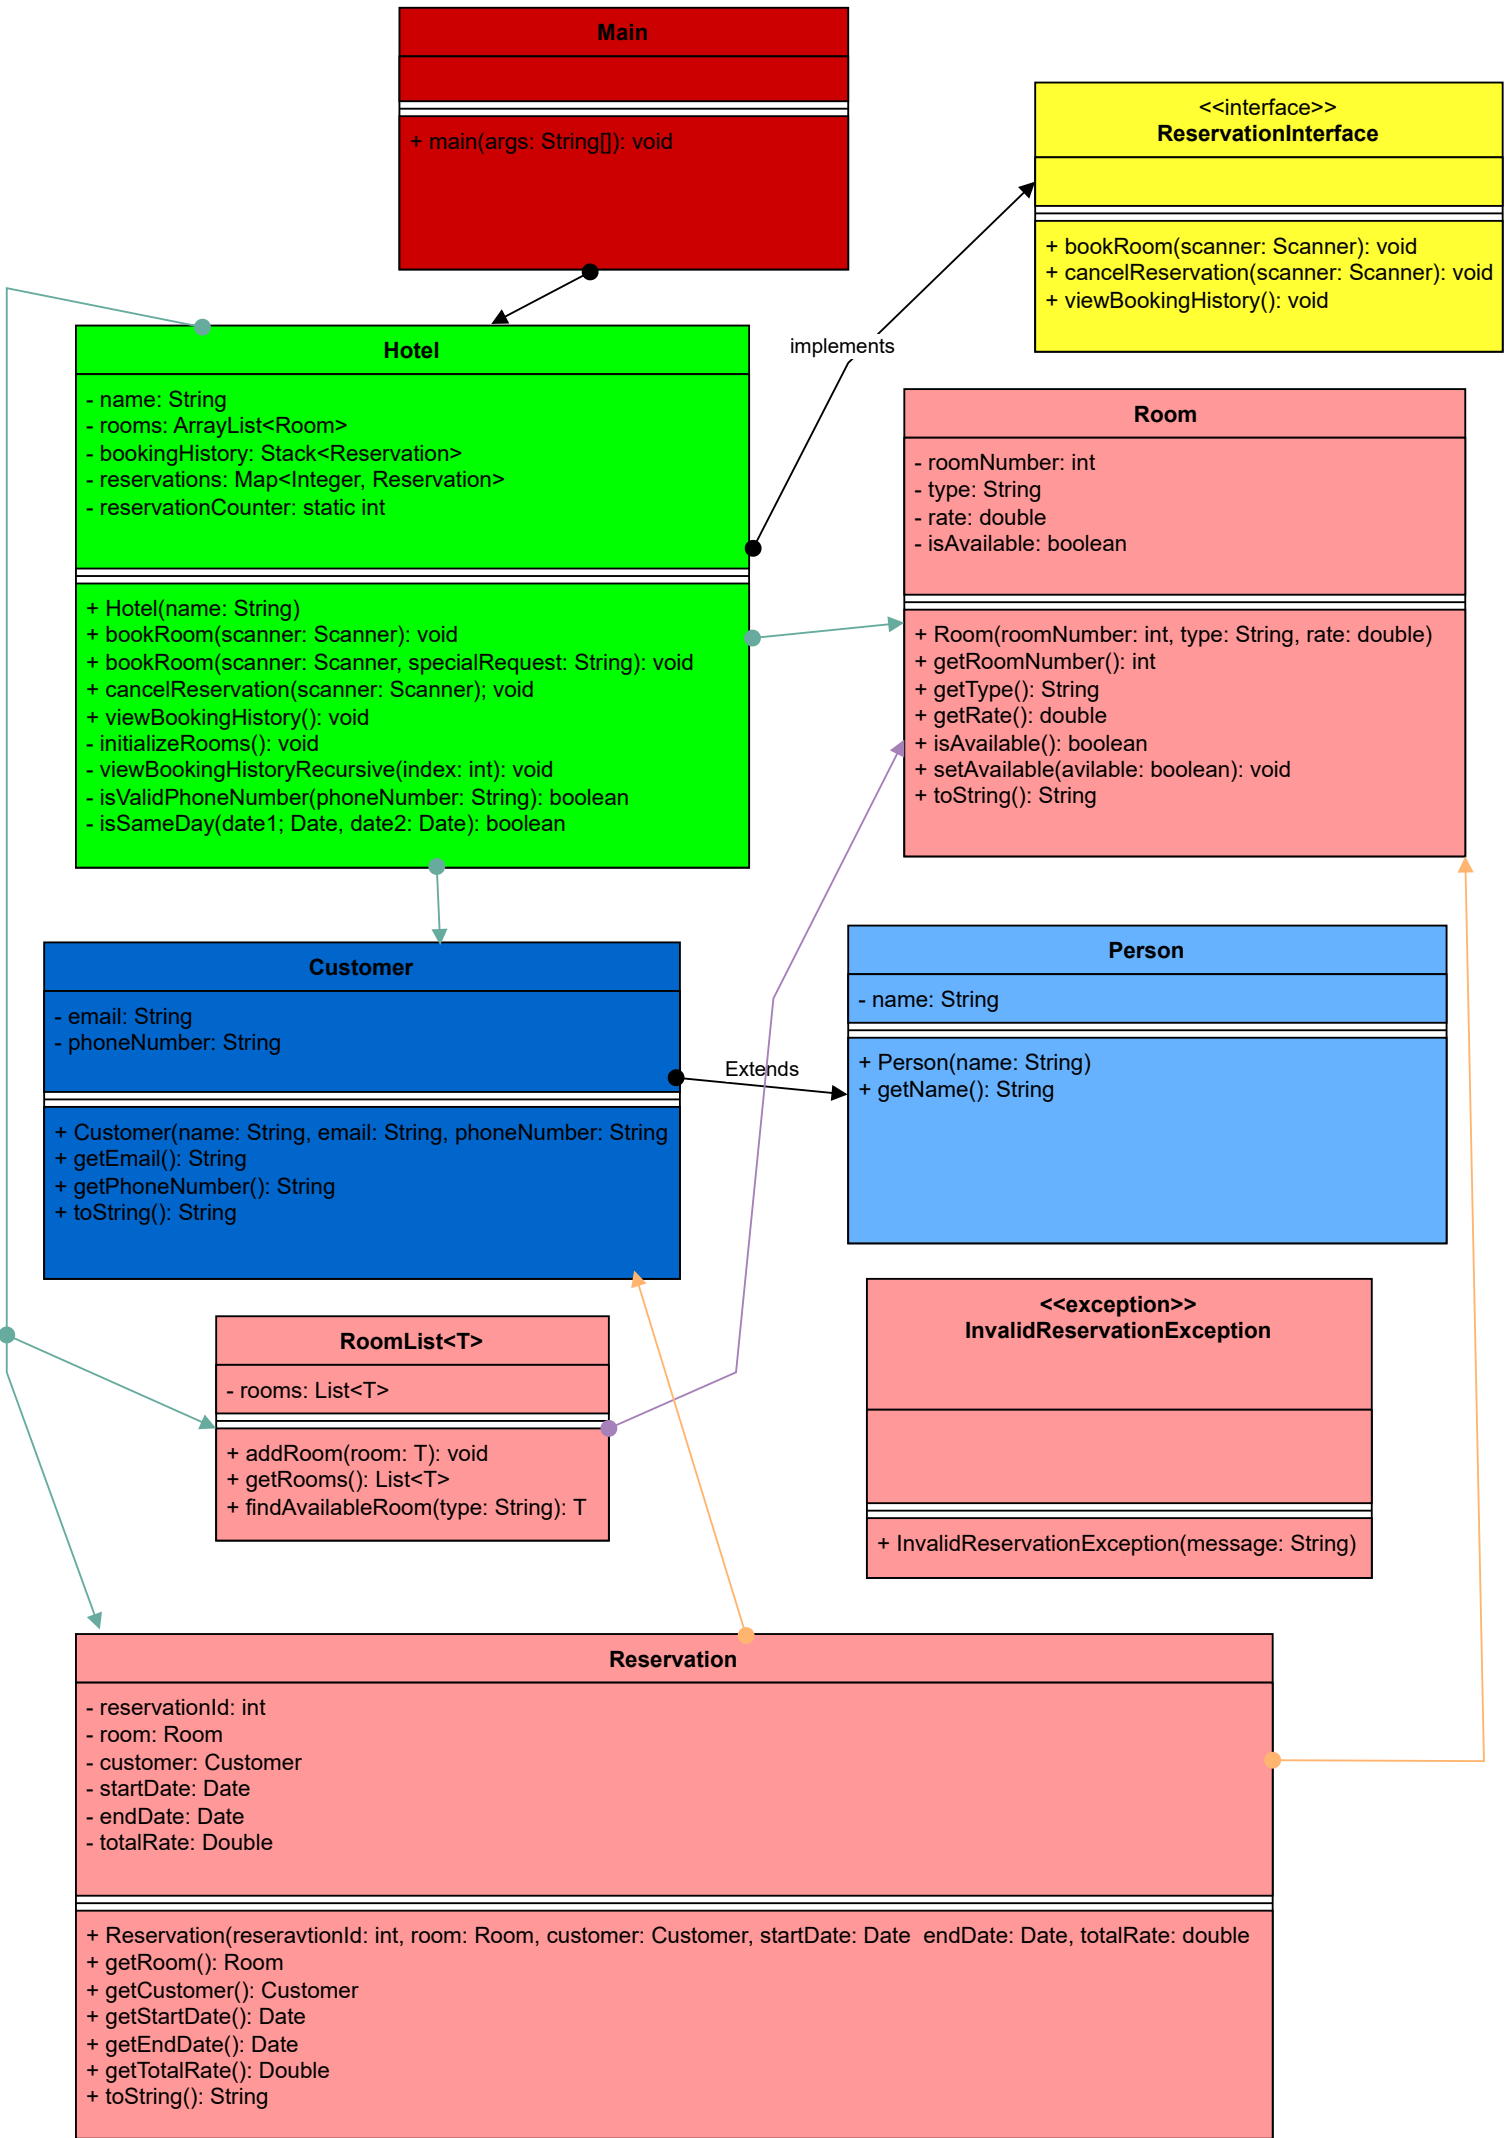 Main
+ main(args: String[]): void
<<interface>>
ReservationInterface
+ bookRoom(scanner: Scanner): void
+ cancelReservation(scanner: Scanner): void
+ viewBookingHistory(): void
implements
Hotel
- name: String
- rooms: ArrayList<Room>
- bookingHistory: Stack<Reservation>
- reservations: Map<Integer, Reservation>
- reservationCounter: static int
+ Hotel(name: String)
+ bookRoom(scanner: Scanner): void
+ bookRoom(scanner: Scanner, specialRequest: String): void
+ cancelReservation(scanner: Scanner); void
+ viewBookingHistory(): void
- initializeRooms(): void
- viewBookingHistoryRecursive(index: int): void
- isValidPhoneNumber(phoneNumber: String): boolean
- isSameDay(date1; Date, date2: Date): boolean
Room
- roomNumber: int
- type: String
- rate: double
- isAvailable: boolean
+ Room(roomNumber: int, type: String, rate: double)
+ getRoomNumber(): int
+ getType(): String
+ getRate(): double
+ isAvailable(): boolean
+ setAvailable(avilable: boolean): void
+ toString(): String
Customer
- email: String
- phoneNumber: String
+ Customer(name: String, email: String, phoneNumber: String
+ getEmail(): String
+ getPhoneNumber(): String
+ toString(): String
Extends
Person
- name: String
+ Person(name: String)
+ getName(): String
RoomList<T>
- rooms: List<T>
+ addRoom(room: T): void
+ getRooms(): List<T>
+ findAvailableRoom(type: String): T
<<exception>>
InvalidReservationException
+ InvalidReservationException(message: String)
Reservation
- reservationId: int
- room: Room
- customer: Customer
- startDate: Date
- endDate: Date
- totalRate: Double
+ Reservation(reseravtionId: int, room: Room, customer: Customer, startDate: Date  endDate: Date, totalRate: double
+ getRoom(): Room
+ getCustomer(): Customer
+ getStartDate(): Date
+ getEndDate(): Date
+ getTotalRate(): Double
+ toString(): String